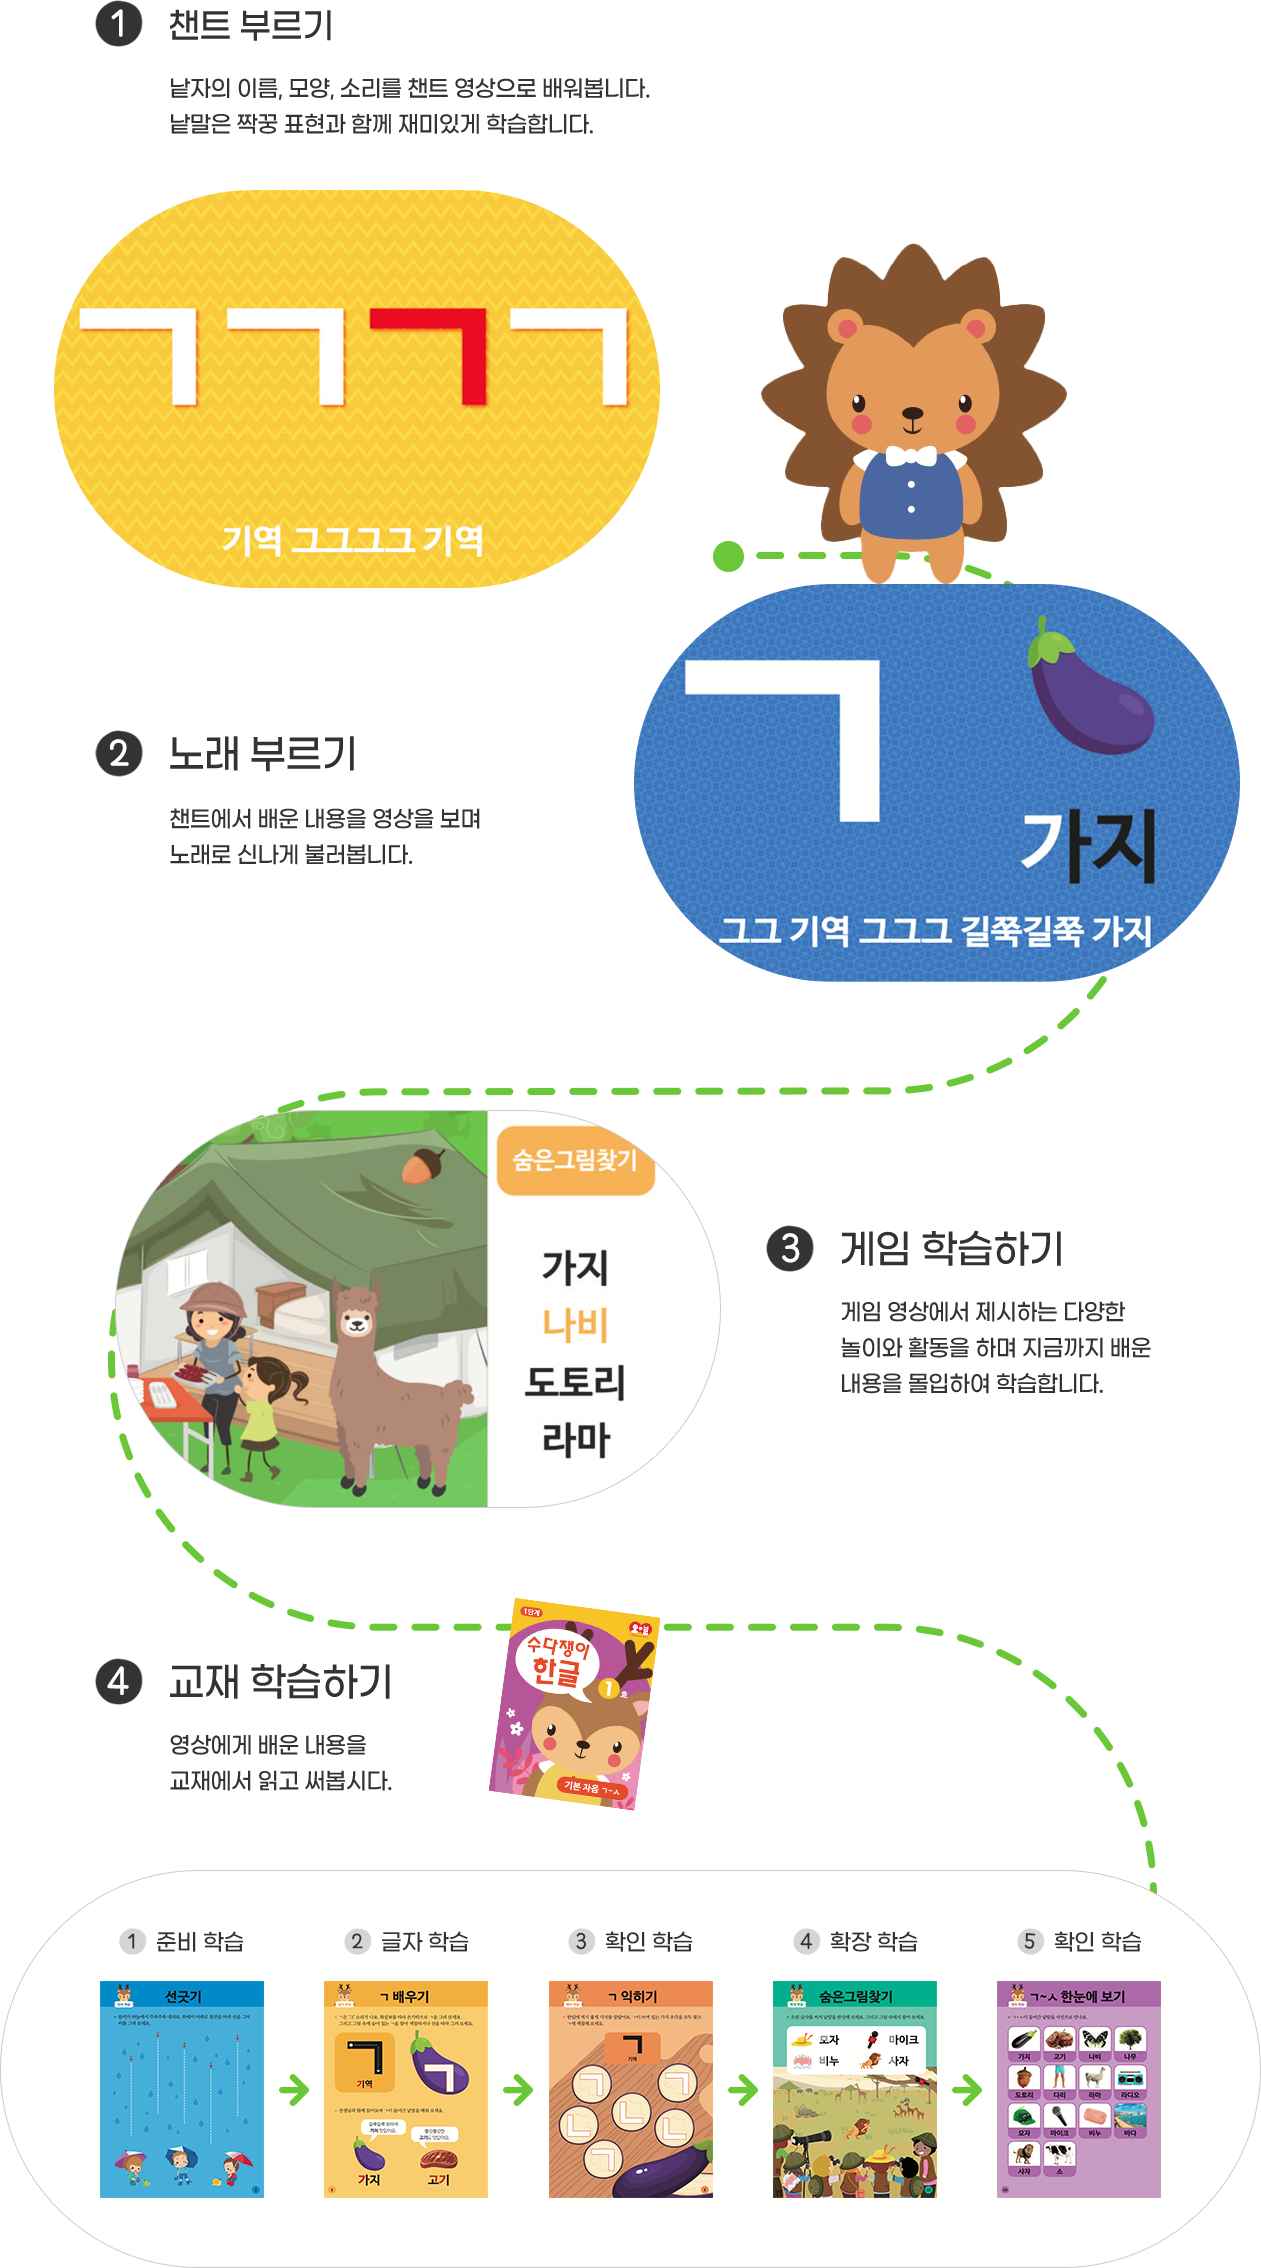 1 챈트 부르기
낱자의 이름, 모양, 소리를 챈트 영상으로 배워봅니다.
낱말은 짝꿍 표현과 함께 재미있게 학습합니다.
ㄱ ㄱ ㄱ ㄱ
기역 그그그그 기역
ㄱ
가지
그그 기역 그그그 길쭉길쭉 가지
2 노래 부르기
챈트에서 배운 내용을 영상을 보며
노래로 신나게 불러봅니다.
숨은그림찾기
가지
나비
도토리
라마
3 게임 학습하기
게임 영상에서 제시하는 다양한
놀이와 활동을 하며 지금까지 배운
내용을 몰입하여 학습합니다.
1단계
수다쟁이
한글
1호
기본 자음 ㄱ~ㅅ
4 교재 학습하기
영상에게 배운 내용을
교재에서 읽고 써봅시다.
1 준비 학습
2 글자 학습
3 확인 학습
4 확장 학습
5 확인 학습
선긋기
ㄱ 배우기
ㄱ
기역
가지
고기
ㄱ 익히기
ㄱ
기역
숨은그림찾기
모자 마이크
비누 사자
ㄱ~ㅅ 한눈에 보기
가지 고기 나비 나무
도토리 다리 라마 라디오
모자 마이크 비누 바다
사자 소